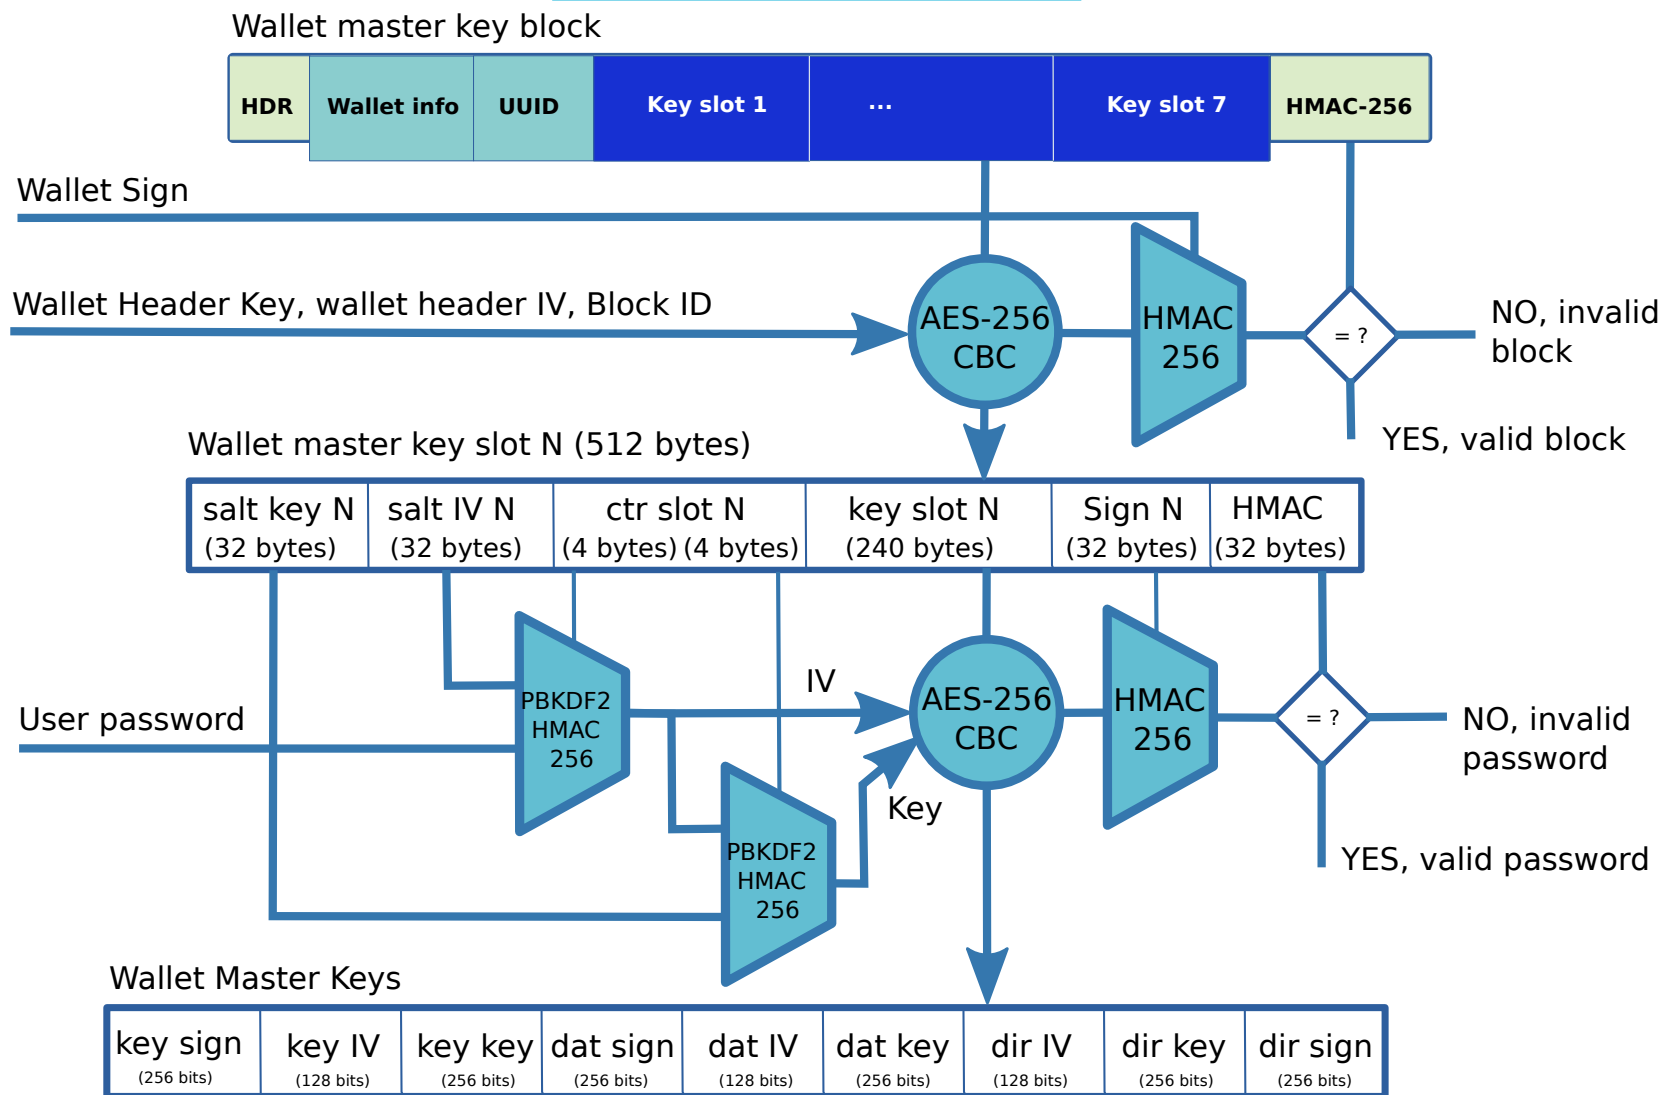 Wallet master key block
HDR
Wallet info
UUID
Key slot 1
...
Key slot 7
HMAC-256
Wallet Sign
Wallet Header Key, wallet header IV, Block ID
AES-256
CBC
HMAC
256
= ?
NO, invalid
block
YES, valid block
Wallet master key slot N (512 bytes)
salt key N
(32 bytes)
salt IV N
(32 bytes)
ctr slot N
(4 bytes) (4 bytes)
key slot N
(240 bytes)
Sign N
(32 bytes)
HMAC
(32 bytes)
User password
PBKDF2
HMAC
256
IV
AES-256
CBC
HMAC
256
= ?
NO, invalid
password
Key
PBKDF2
HMAC
256
YES, valid password
Wallet Master Keys
key sign
(256 bits)
key IV
(128 bits)
key key
(256 bits)
dat sign
(256 bits)
dat IV
(128 bits)
dat key
(256 bits)
dir IV
(128 bits)
dir key
(256 bits)
dir sign
(256 bits)